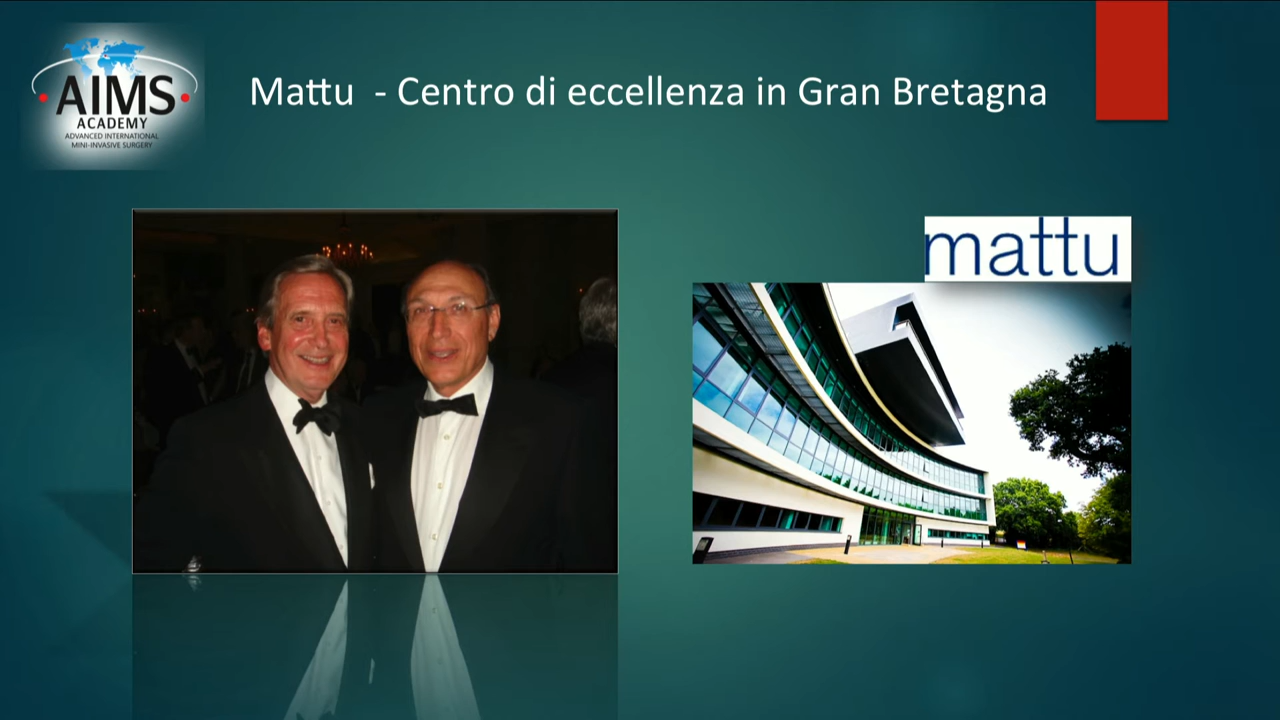 AIMS
ACADEMY
ADVANCED INTERNATIONAL
MINI-INVASIVE SURGERY
Mattu - Centro di eccellenza in Gran Bretagna
mattu